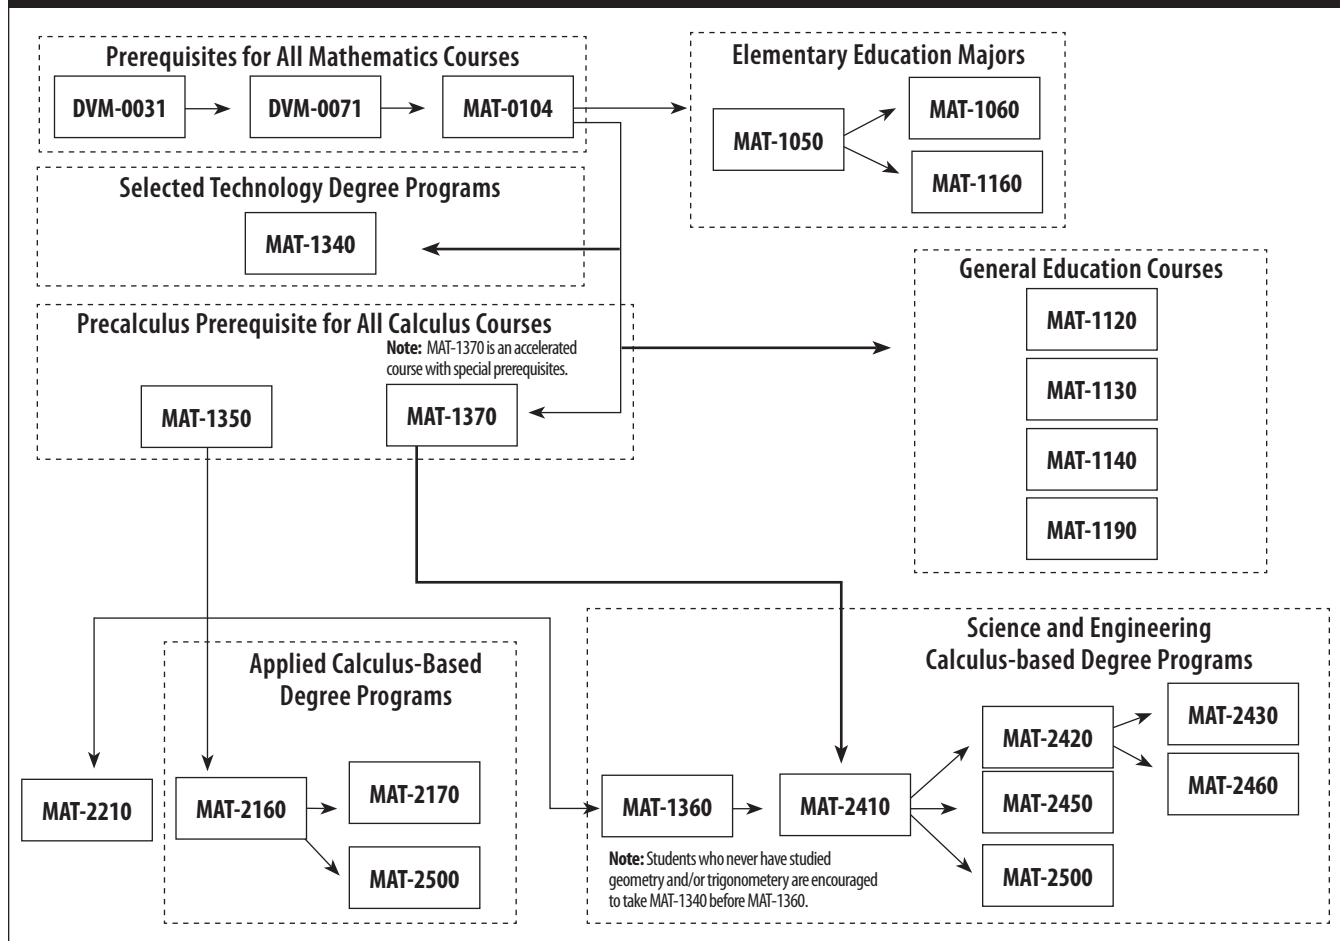 Prerequisites for All Mathematics Courses
DVM-0031
DVM-0071
MAT-0104
Elementary Education Majors
MAT-1050
MAT-1060
MAT-1160
Selected Technology Degree Programs
MAT-1340
General Education Courses
MAT-1120
MAT-1130
MAT-1140
MAT-1190
Precalculus Prerequisite for All Calculus Courses
Note: MAT-1370 is an accelerated
course with special prerequisites.
MAT-1350
MAT-1370
Applied Calculus-Based
Degree Programs
MAT-2210
MAT-2160
MAT-2170
MAT-2500
Science and Engineering
Calculus-based Degree Programs
MAT-1360
MAT-2410
MAT-2420
MAT-2450
MAT-2500
MAT-2430
MAT-2460
Note: Students who never have studied
geometry and/or trigonometery are encouraged
to take MAT-1340 before MAT-1360.